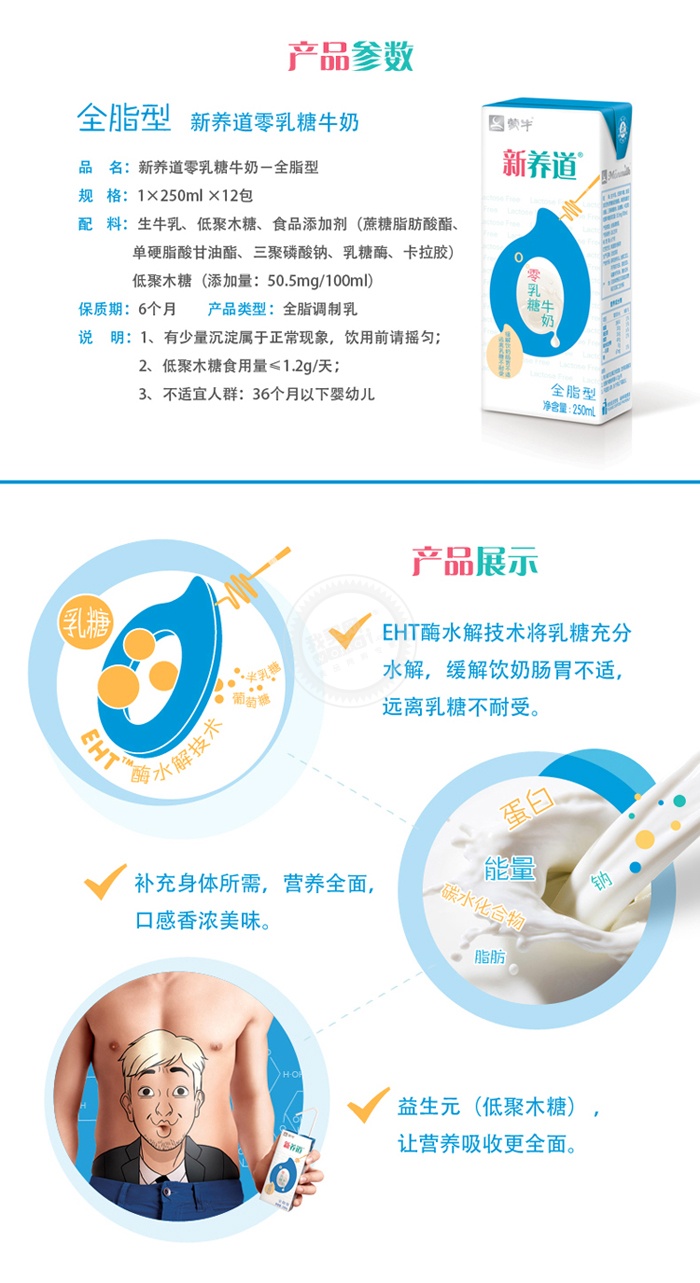 产品参数
全脂型 新养道零乳糖牛奶
品 名：新养道零乳糖牛奶－全脂型
规 格：1×250ml ×12包
配 料：生牛乳、低聚木糖、食品添加剂（蔗糖脂肪酸酯、
单硬脂酸甘油酯、三聚磷酸钠、乳糖酶、卡拉胶）
低聚木糖（添加量：50.5mg/100ml）
保质期：6个月 产品类型：全脂调制乳
说 明：1、有少量沉淀属于正常现象，饮用前请摇匀；
2、低聚木糖食用量≤1.2g/天；
3、不适宜人群：36个月以下婴幼儿
蒙牛
新养道®
零乳糖牛奶
全脂型
净含量：250mL
产品展示
乳糖
半乳糖
葡萄糖
EHT™酶水解技术
EHT酶水解技术将乳糖充分
水解，缓解饮奶肠胃不适，
远离乳糖不耐受。
蛋白
能量
钠
碳水化合物
脂肪
补充身体所需，营养全面，
口感香浓美味。
新养道
益生元（低聚木糖），
让营养吸收更全面。